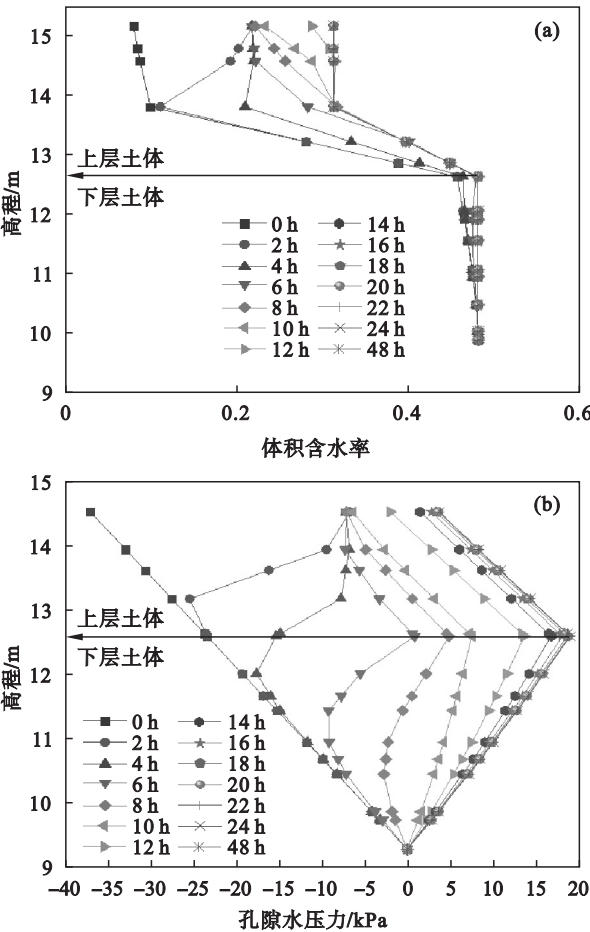 (a)
15
14
13
12
11
10
9
高程/m
上层土体
下层土体
0 h
2 h
4 h
6 h
8 h
10 h
12 h
14 h
16 h
18 h
20 h
22 h
24 h
48 h
0
0.2
0.4
0.6
体积含水率
(b)
15
14
13
12
11
10
9
高程/m
上层土体
下层土体
0 h
2 h
4 h
6 h
8 h
10 h
12 h
14 h
16 h
18 h
20 h
22 h
24 h
48 h
−40
−35
−30
−25
−20
−15
−10
−5
0
5
10
15
20
孔隙水压力/kPa